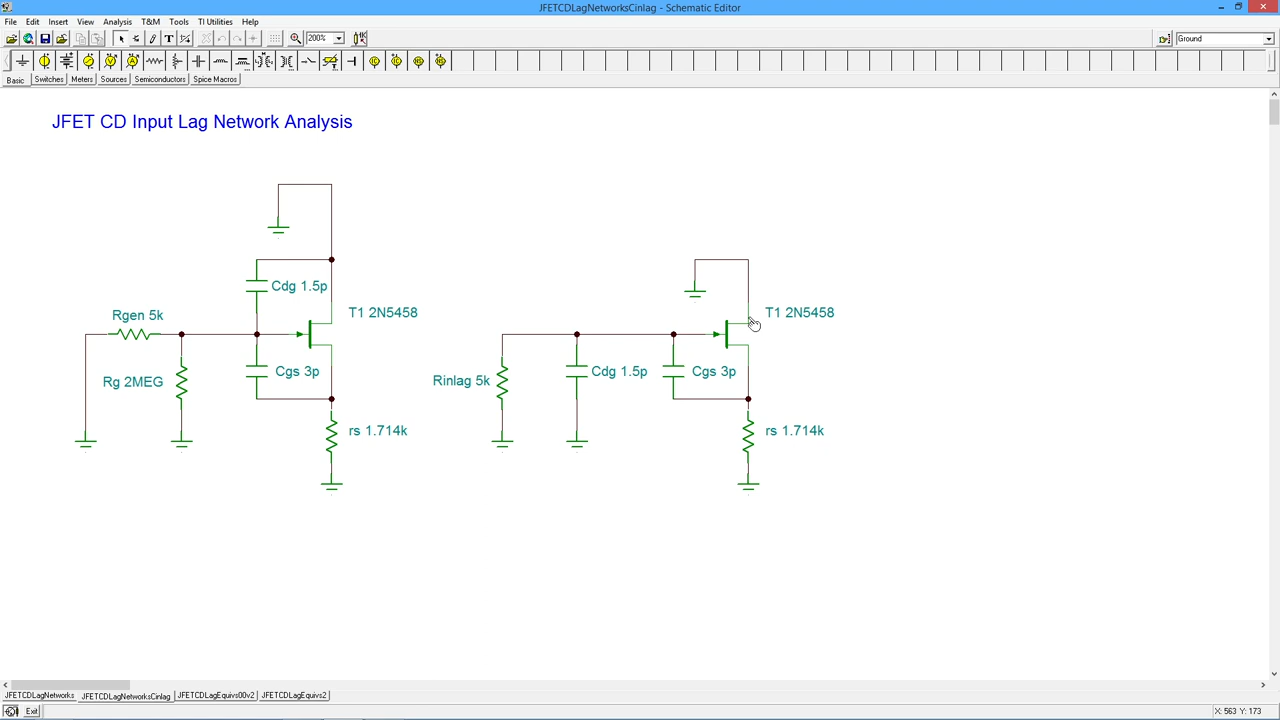 JFETCDLagNetworksCinlag - Schematic Editor
File Edit Insert View Analysis T&M Tools TI Utilities Help
200%
Ground
Basic Switches Meters Sources Semiconductors Spice Macros
JFET CD Input Lag Network Analysis
Cdg 1.5p
Rgen 5k
T1 2N5458
Rg 2MEG
Cgs 3p
rs 1.714k
T1 2N5458
Rinlag 5k
Cdg 1.5p
Cgs 3p
rs 1.714k
JFETCDLagNetworks JFETCDLagNetworksCinlag JFETCDLagEquivs00v2 JFETCDLagEquivs2
Exit
X: 563 Y: 173